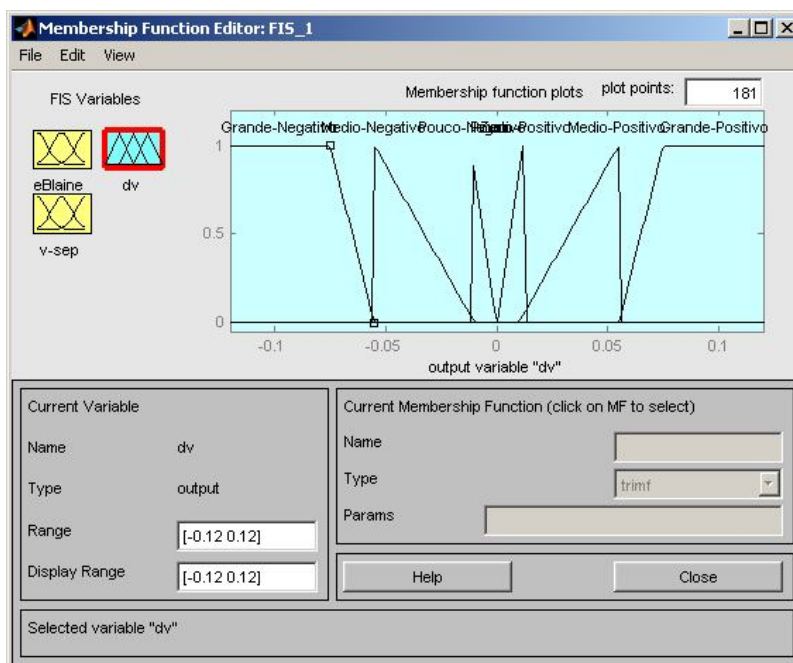 Membership Function Editor: FIS_1
File Edit View
FIS Variables
Membership function plots plot points: 181
Grande-Negativo Medio-Negativo Pouco-Negativo Pouco-Positivo Medio-Positivo Grande-Positivo
eBlaine dv
v-sep
1
0.5
0
-0.1 -0.05 0 0.05 0.1
output variable "dv"
Current Variable
Name dv
Type output
Range [-0.12 0.12]
Display Range [-0.12 0.12]
Current Membership Function (click on MF to select)
Name
Type trimf
Params
Help Close
Selected variable "dv"